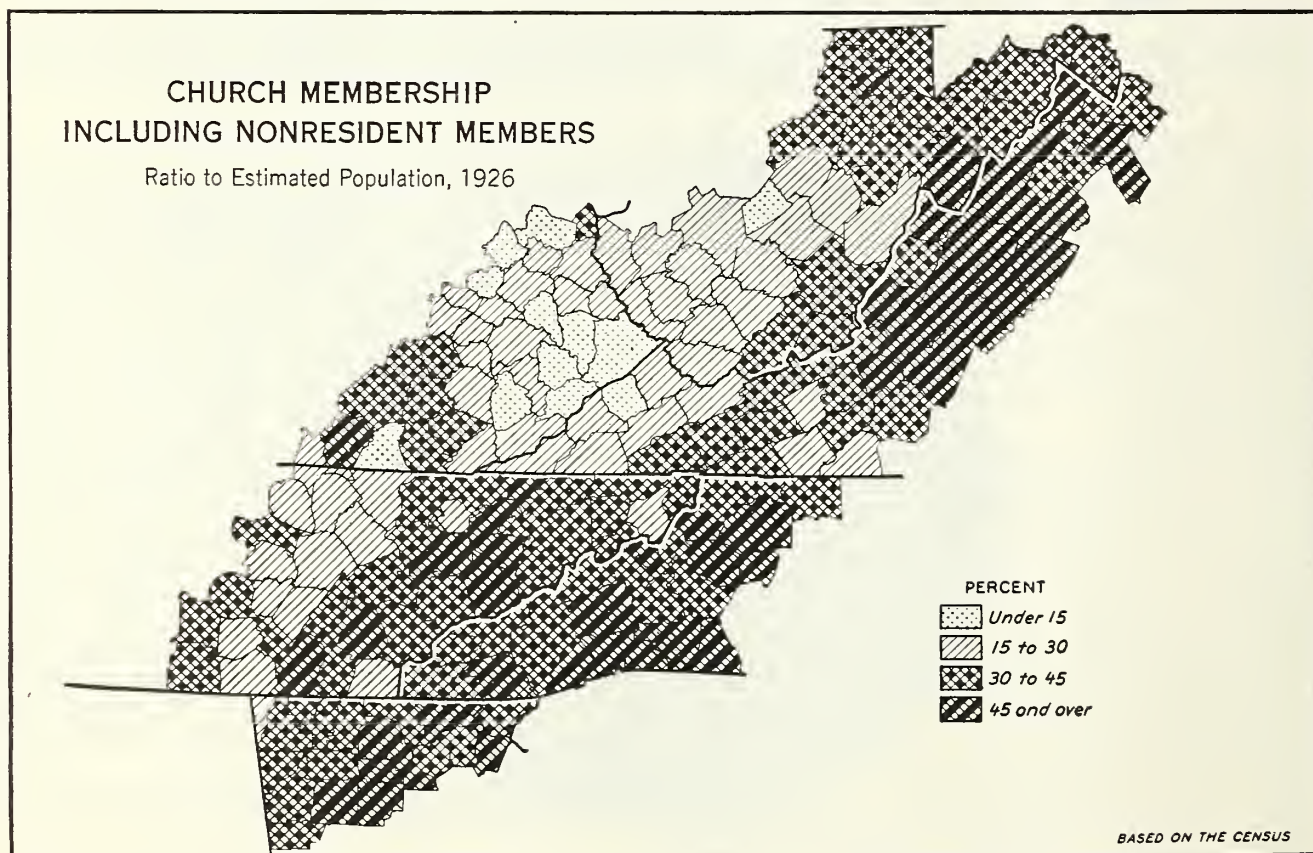 CHURCH MEMBERSHIP
INCLUDING NONRESIDENT MEMBERS
Ratio to Estimated Population, 1926
PERCENT
Under 15
15 to 30
30 to 45
45 and over
BASED ON THE CENSUS